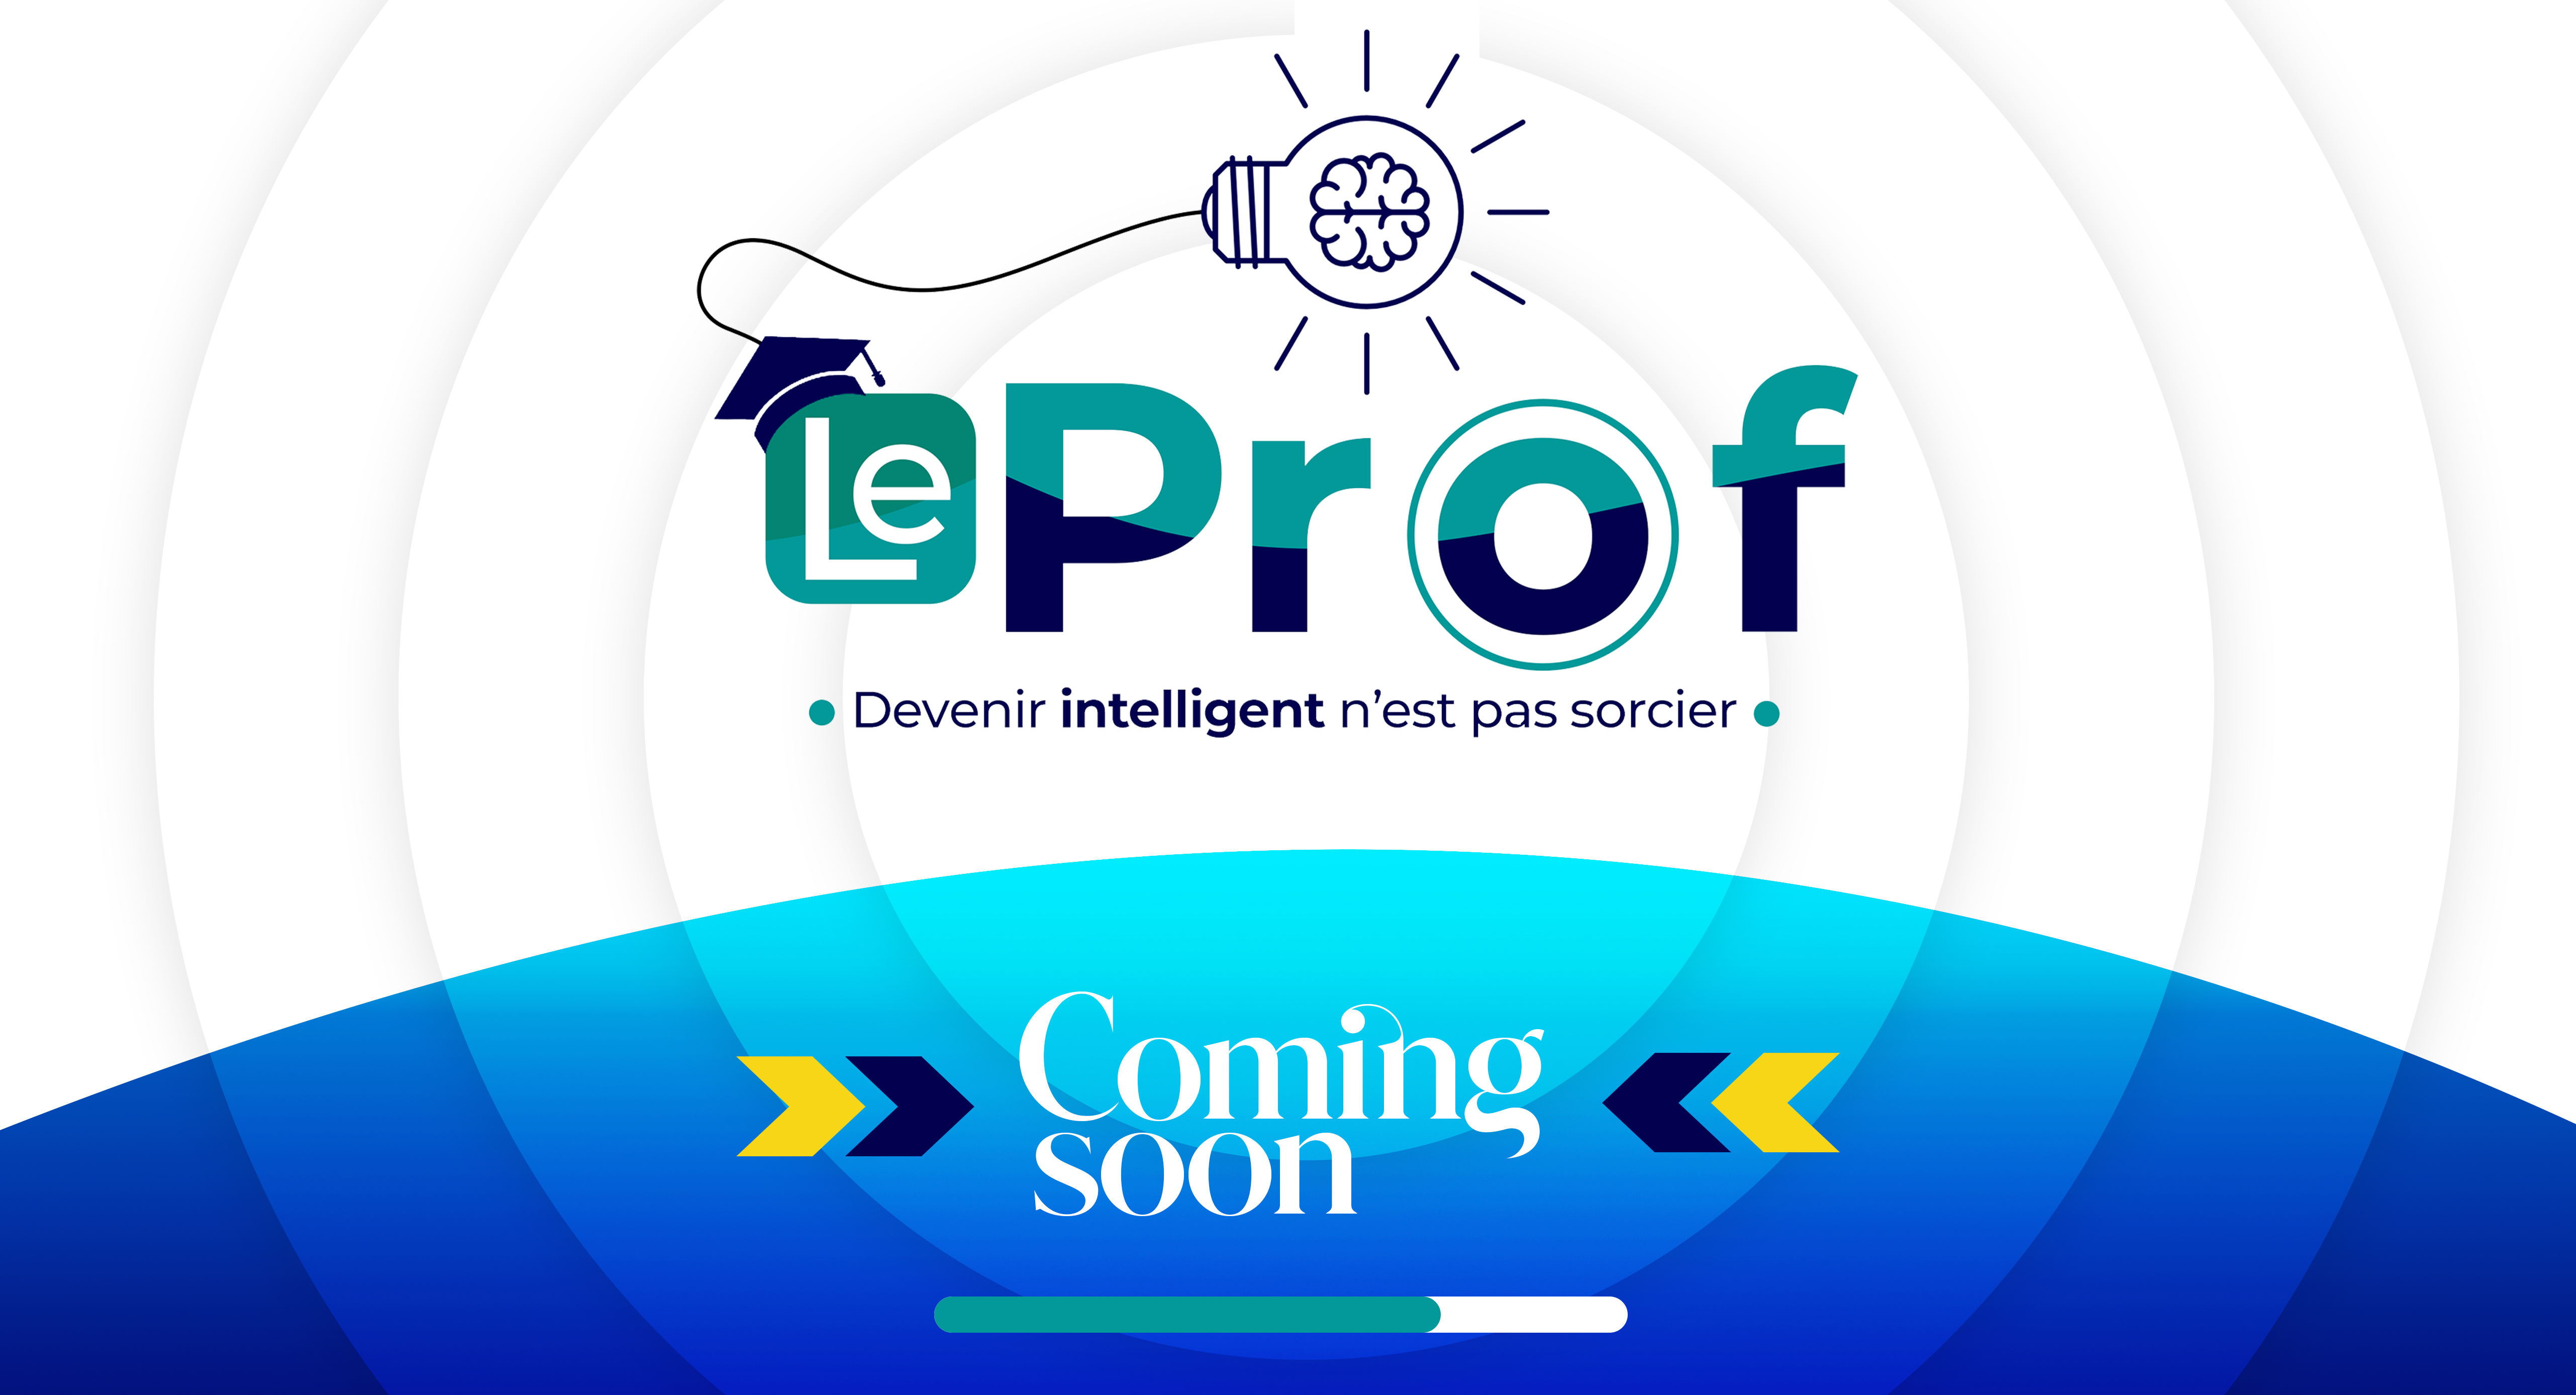 Le Prof
• Devenir intelligent n’est pas sorcier •
Coming
soon